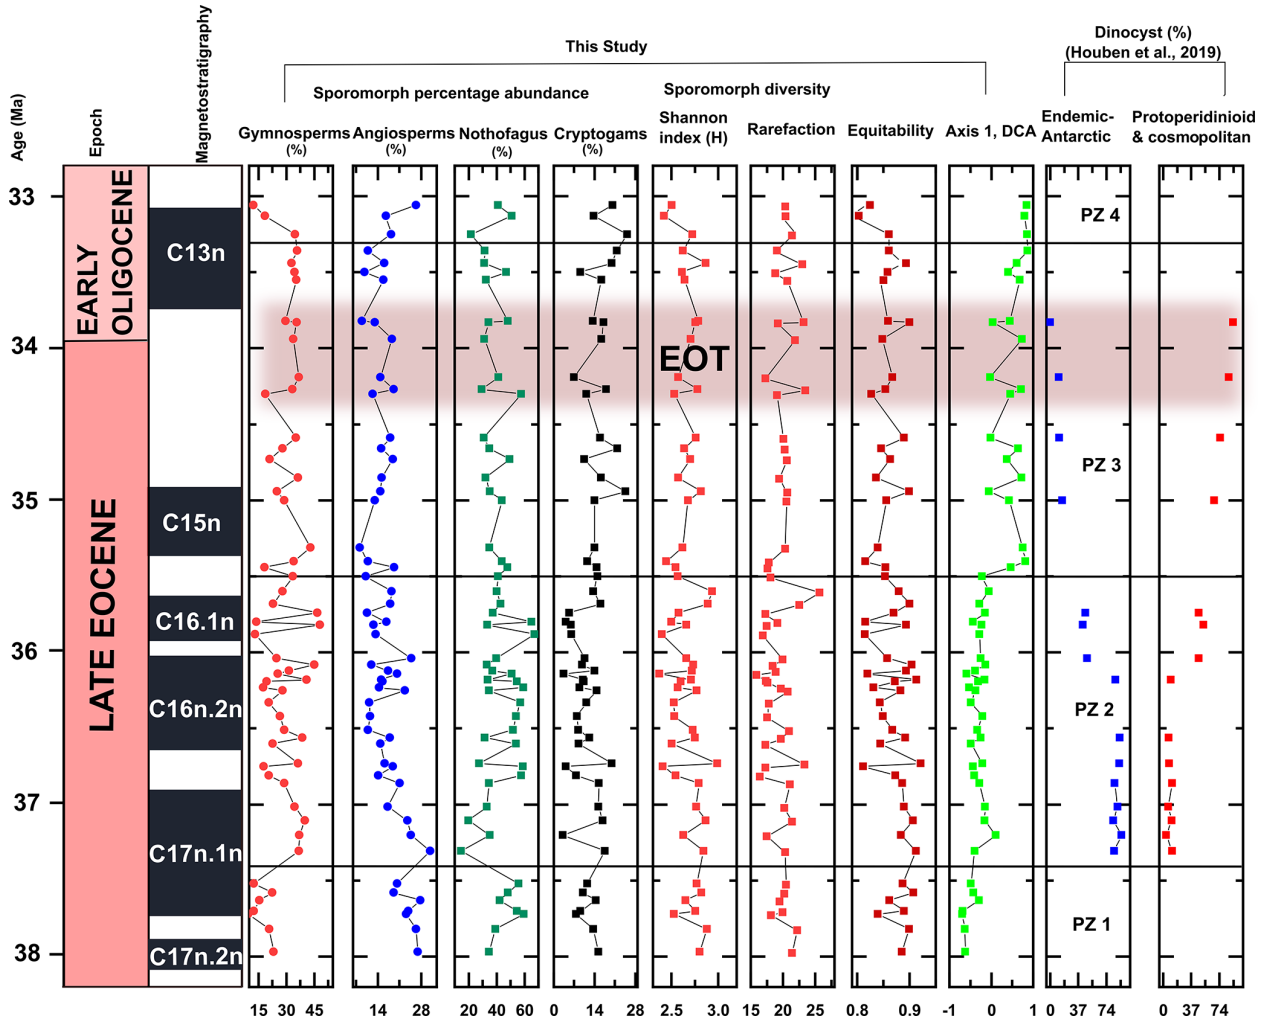 This Study
Dinocyst (%)
(Houben et al., 2019)
Sporomorph percentage abundance
Sporomorph diversity
Age (Ma)
Epoch
Magnetostratigraphy
Gymnosperms
(%)
Angiosperms
(%)
Nothofagus
(%)
Cryptogams
(%)
Shannon
index (H)
Rarefaction
Equitability
Axis 1, DCA
Endemic-
Antarctic
Protoperidinioid
& cosmopolitan
33
34
35
36
37
38
EARLY
OLIGOCENE
LATE EOCENE
C13n
C15n
C16.1n
C16n.2n
C17n.1n
C17n.2n
EOT
PZ 4
PZ 3
PZ 2
PZ 1
15 30 45
14 28
20 40 60
0 14 28
2.5 3.0
15 20 25
0.8 0.9
-1 0 1
0 37 74
0 37 74